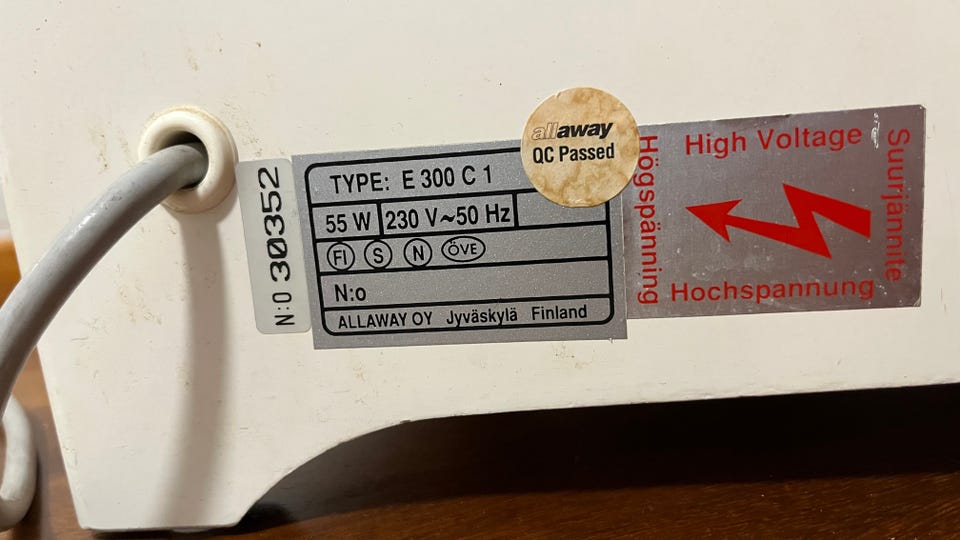 N:O 30352
TYPE: E 300 C 1
55 W 230 V~50 Hz
FI S N ÖVE
N:o
ALLAWAY OY Jyväskylä Finland
allaway
QC Passed
Högspänning
High Voltage
Suurjännite
Hochspannung